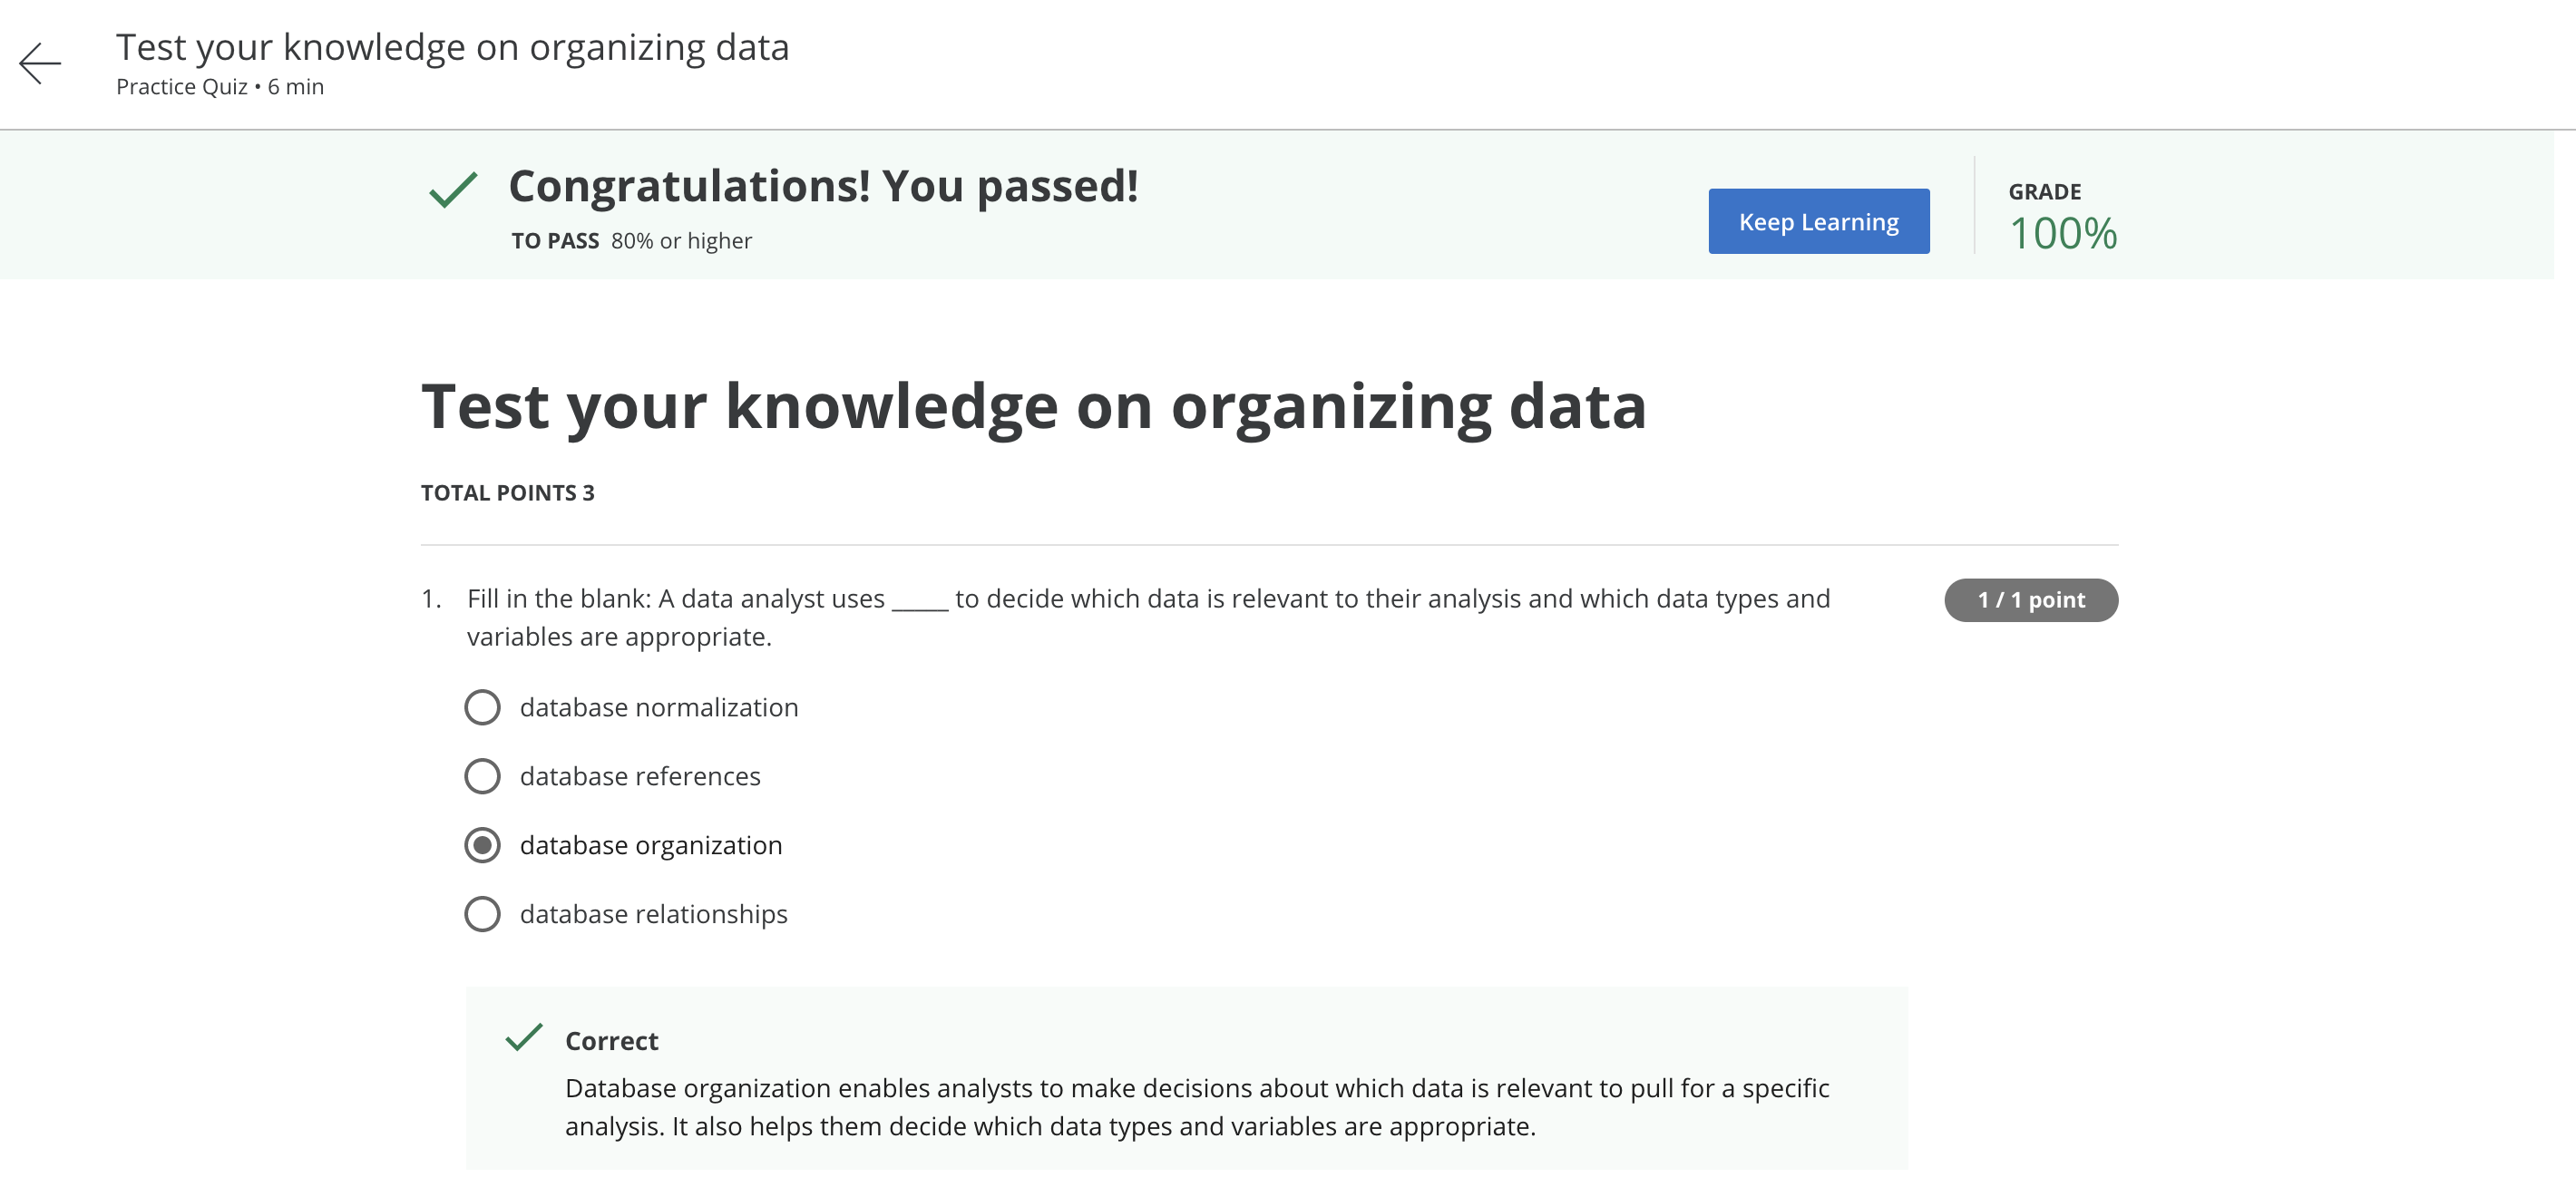 Test your knowledge on organizing data
Practice Quiz • 6 min
Congratulations! You passed!
TO PASS 80% or higher
Keep Learning
GRADE
100%
Test your knowledge on organizing data
TOTAL POINTS 3
1. Fill in the blank: A data analyst uses _____ to decide which data is relevant to their analysis and which data types and
variables are appropriate.
1 / 1 point
database normalization
database references
database organization
database relationships
Correct
Database organization enables analysts to make decisions about which data is relevant to pull for a specific
analysis. It also helps them decide which data types and variables are appropriate.